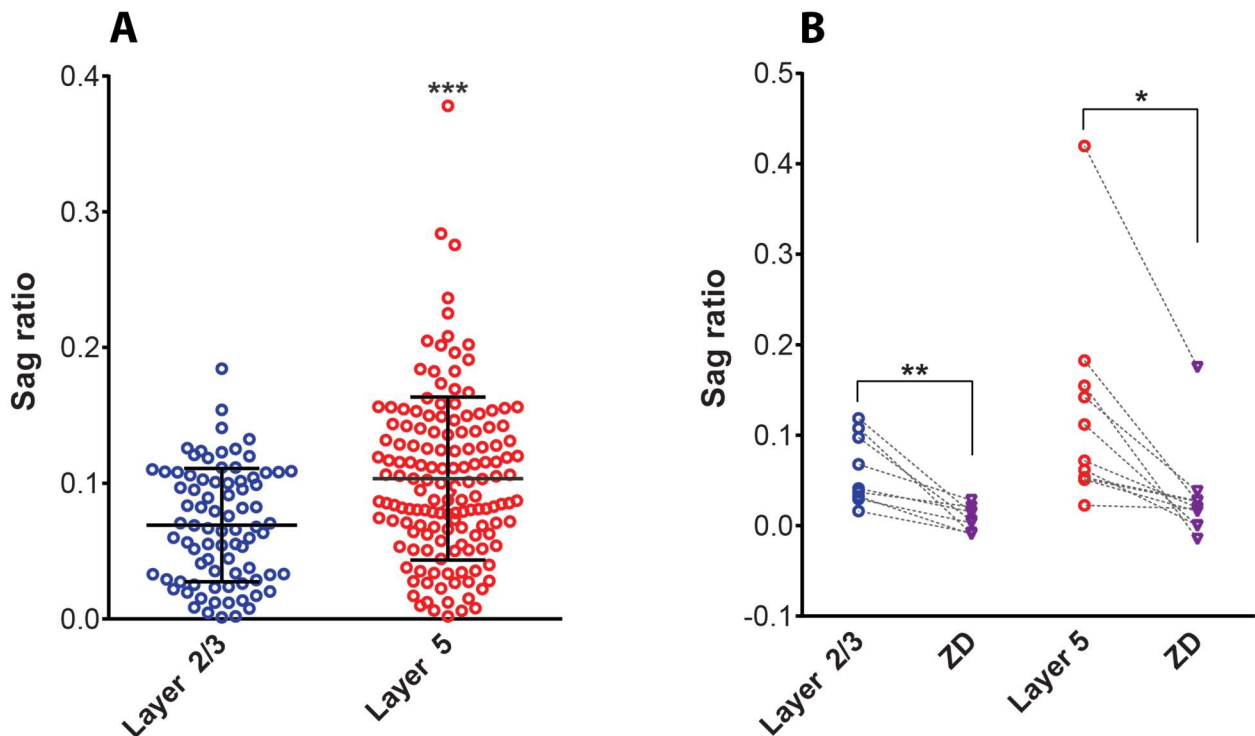 A
Sag ratio
0.4
0.3
0.2
0.1
0.0
***
Layer 2/3
Layer 5
B
Sag ratio
0.5
0.4
0.3
0.2
0.1
0.0
-0.1
**
*
Layer 2/3
ZD
Layer 5
ZD